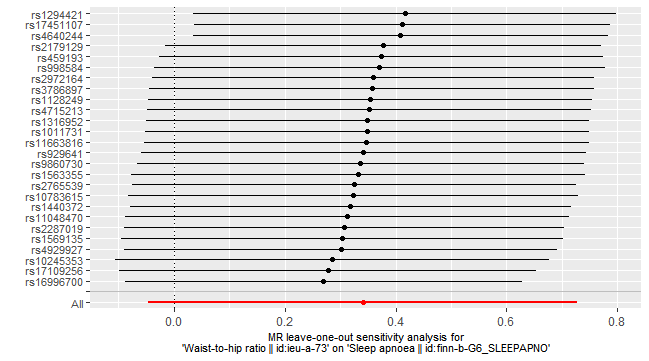 rs1294421
rs17451107
rs4640244
rs2179129
rs459193
rs998584
rs2972164
rs3786897
rs1128249
rs4715213
rs1316952
rs1011731
rs11663816
rs929641
rs9860730
rs1563355
rs2765539
rs10783615
rs1440372
rs11048470
rs2287019
rs1569135
rs4929927
rs10245353
rs17109256
rs16996700
All
0.0 0.2 0.4 0.6 0.8
MR leave-one-out sensitivity analysis for
'Waist-to-hip ratio || id:ieu-a-73' on 'Sleep apnoea || id:finn-b-G6_SLEEPAPNO'